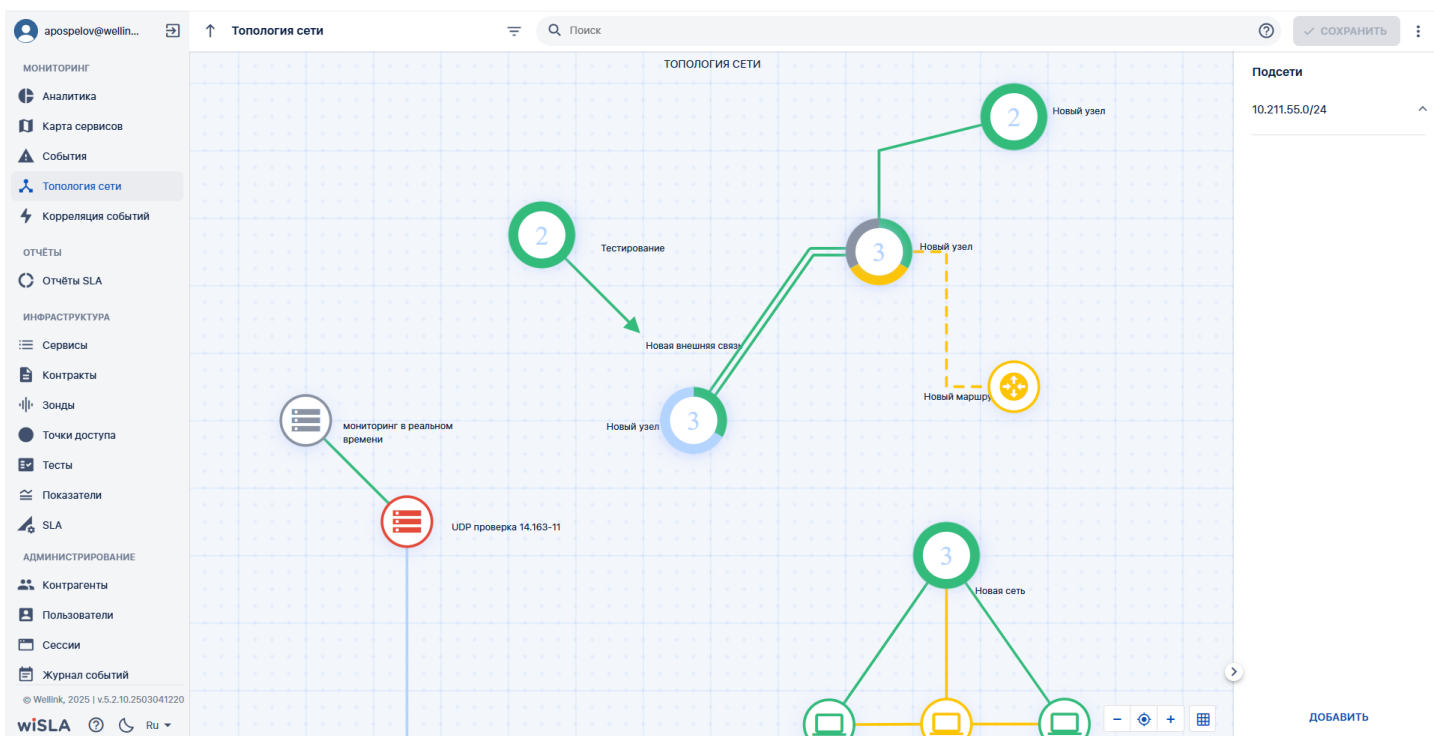 apospelov@wellin...
МОНИТОРИНГ
Аналитика
Карта сервисов
События
Топология сети
Корреляция событий
ОТЧЁТЫ
Отчёты SLA
ИНФРАСТРУКТУРА
Сервисы
Контракты
Зонды
Точки доступа
Тесты
Показатели
SLA
АДМИНИСТРИРОВАНИЕ
Контрагенты
Пользователи
Сессии
Журнал событий
© Wellink, 2025 | v.5.2.10.2503041220
wiSLA
Ru
Топология сети
Поиск
СОХРАНИТЬ
ТОПОЛОГИЯ СЕТИ
2
Новый узел
2
Тестирование
3
Новый узел
Новая внешняя связь
Новый маршру
3
Новый узел
мониторинг в реальном
времени
UDP проверка 14.163-11
3
Новая сеть
Подсети
10.211.55.0/24
ДОБАВИТЬ